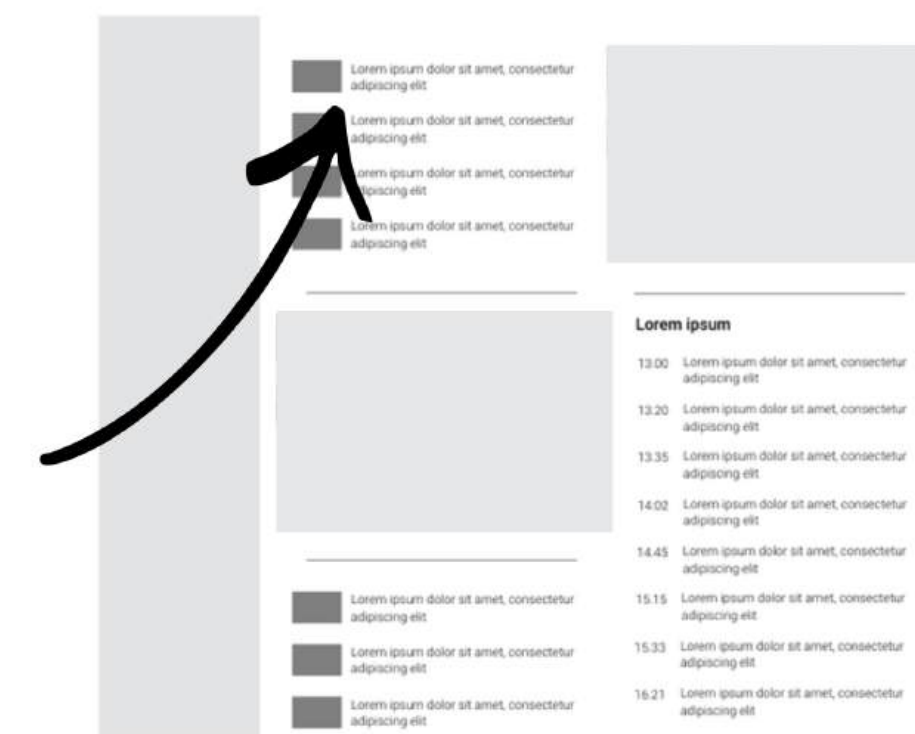 Lorem ipsum dolor sit amet, consectetur
adipiscing elit
Lorem ipsum dolor sit amet, consectetur
adipiscing elit
Lorem ipsum dolor sit amet, consectetur
adipiscing elit
Lorem ipsum dolor sit amet, consectetur
adipiscing elit
Lorem ipsum dolor sit amet, consectetur
adipiscing elit
Lorem ipsum dolor sit amet, consectetur
adipiscing elit
Lorem ipsum dolor sit amet, consectetur
adipiscing elit
Lorem ipsum
13.00 Lorem ipsum dolor sit amet, consectetur
adipiscing elit
13.20 Lorem ipsum dolor sit amet, consectetur
adipiscing elit
13.35 Lorem ipsum dolor sit amet, consectetur
adipiscing elit
14:02 Lorem ipsum dolor sit amet, consectetur
adipiscing elit
14.45 Lorem ipsum dolor sit amet, consectetur
adipiscing elit
15.15 Lorem ipsum dolor sit amet, consectetur
adipiscing elit
15.33 Lorem ipsum dolor sit amet, consectetur
adipiscing elit
16.21 Lorem ipsum dolor sit amet, consectetur
adipiscing elit